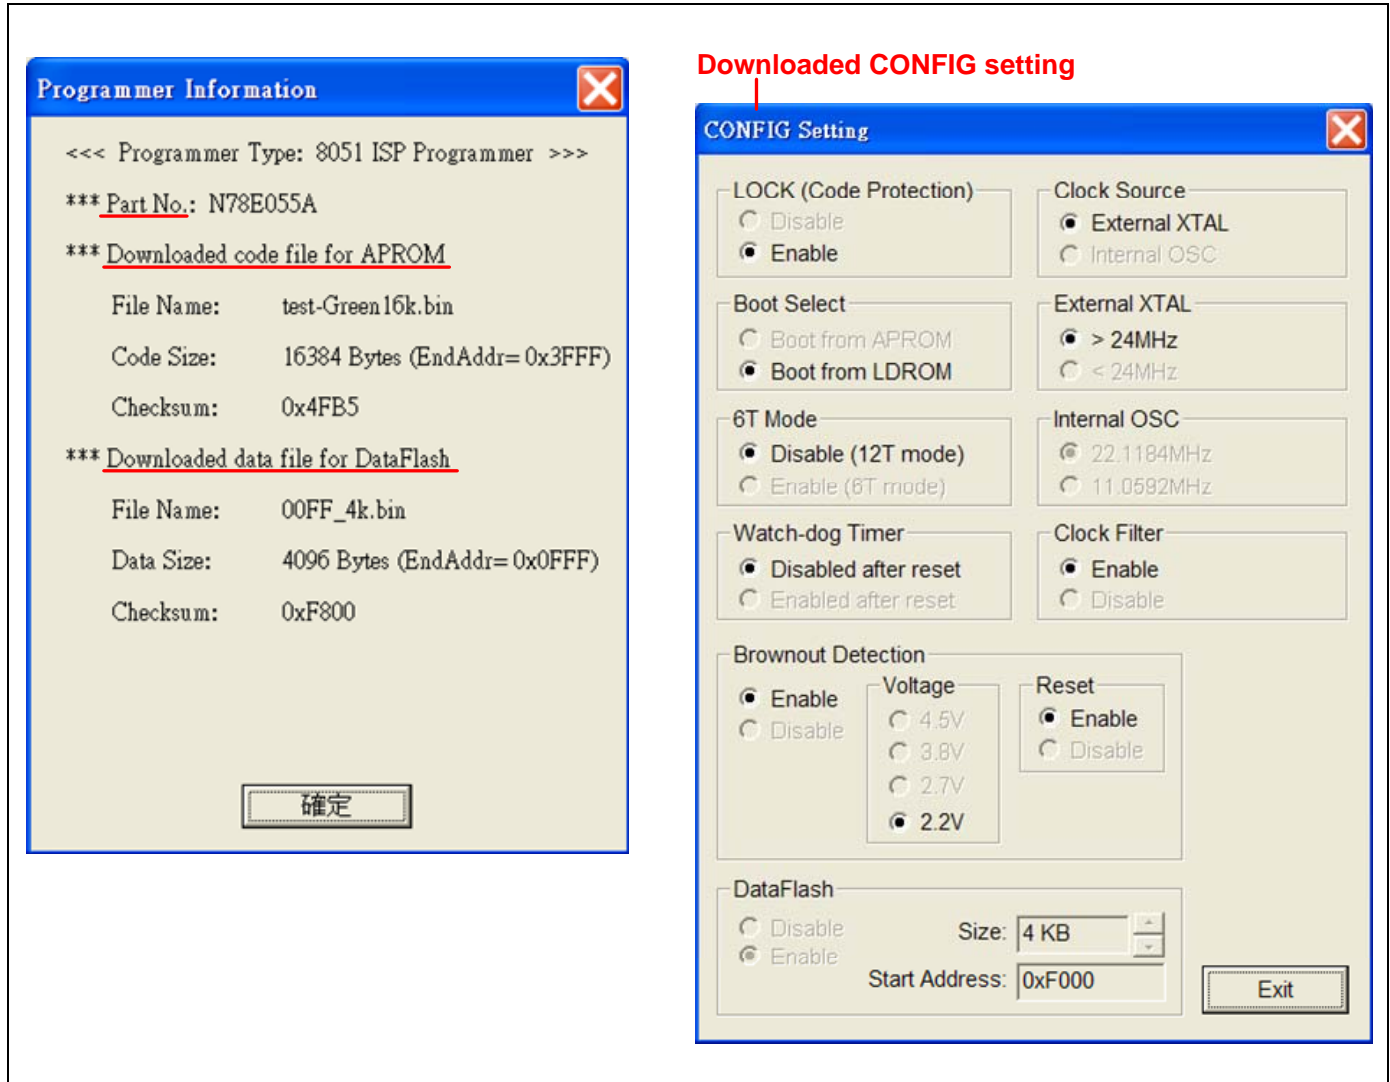 Programmer Information
<<< Programmer Type: 8051 ISP Programmer >>>
*** Part No.: N78E055A
*** Downloaded code file for APROM
File Name: test-Green16k.bin
Code Size: 16384 Bytes (EndAddr= 0x3FFF)
Checksum: 0x4FB5
*** Downloaded data file for DataFlash
File Name: 00FF_4k.bin
Data Size: 4096 Bytes (EndAddr= 0x0FFF)
Checksum: 0xF800
確定
Downloaded CONFIG setting
CONFIG Setting
LOCK (Code Protection)
Disable
Enable
Clock Source
External XTAL
Internal OSC
Boot Select
Boot from APROM
Boot from LDROM
External XTAL
> 24MHz
< 24MHz
6T Mode
Disable (12T mode)
Enable (6T mode)
Internal OSC
22.1184MHz
11.0592MHz
Watch-dog Timer
Disabled after reset
Enabled after reset
Clock Filter
Enable
Disable
Brownout Detection
Enable
Disable
Voltage
4.5V
3.8V
2.7V
2.2V
Reset
Enable
Disable
DataFlash
Disable
Enable
Size: 4 KB
Start Address: 0xF000
Exit